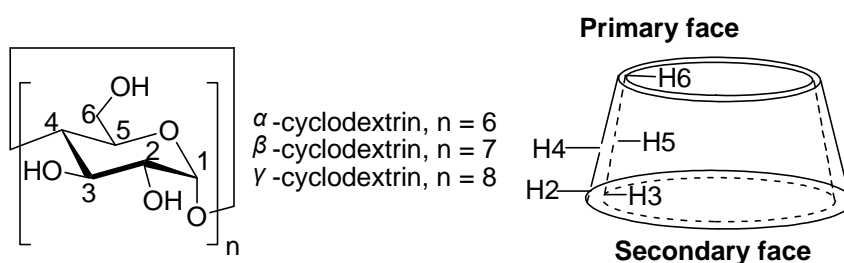 Primary face
OH
6
HO
4
5
O
1
2
3
OH
O
n
α-cyclodextrin, n = 6
β-cyclodextrin, n = 7
γ-cyclodextrin, n = 8
H6
H4
H5
H2
H3
Secondary face